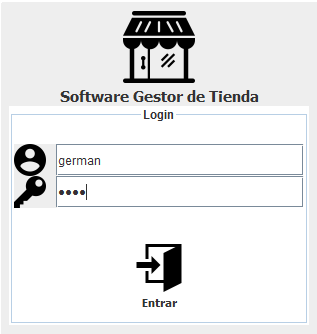 Software Gestor de Tienda
Login
german
••••
Entrar